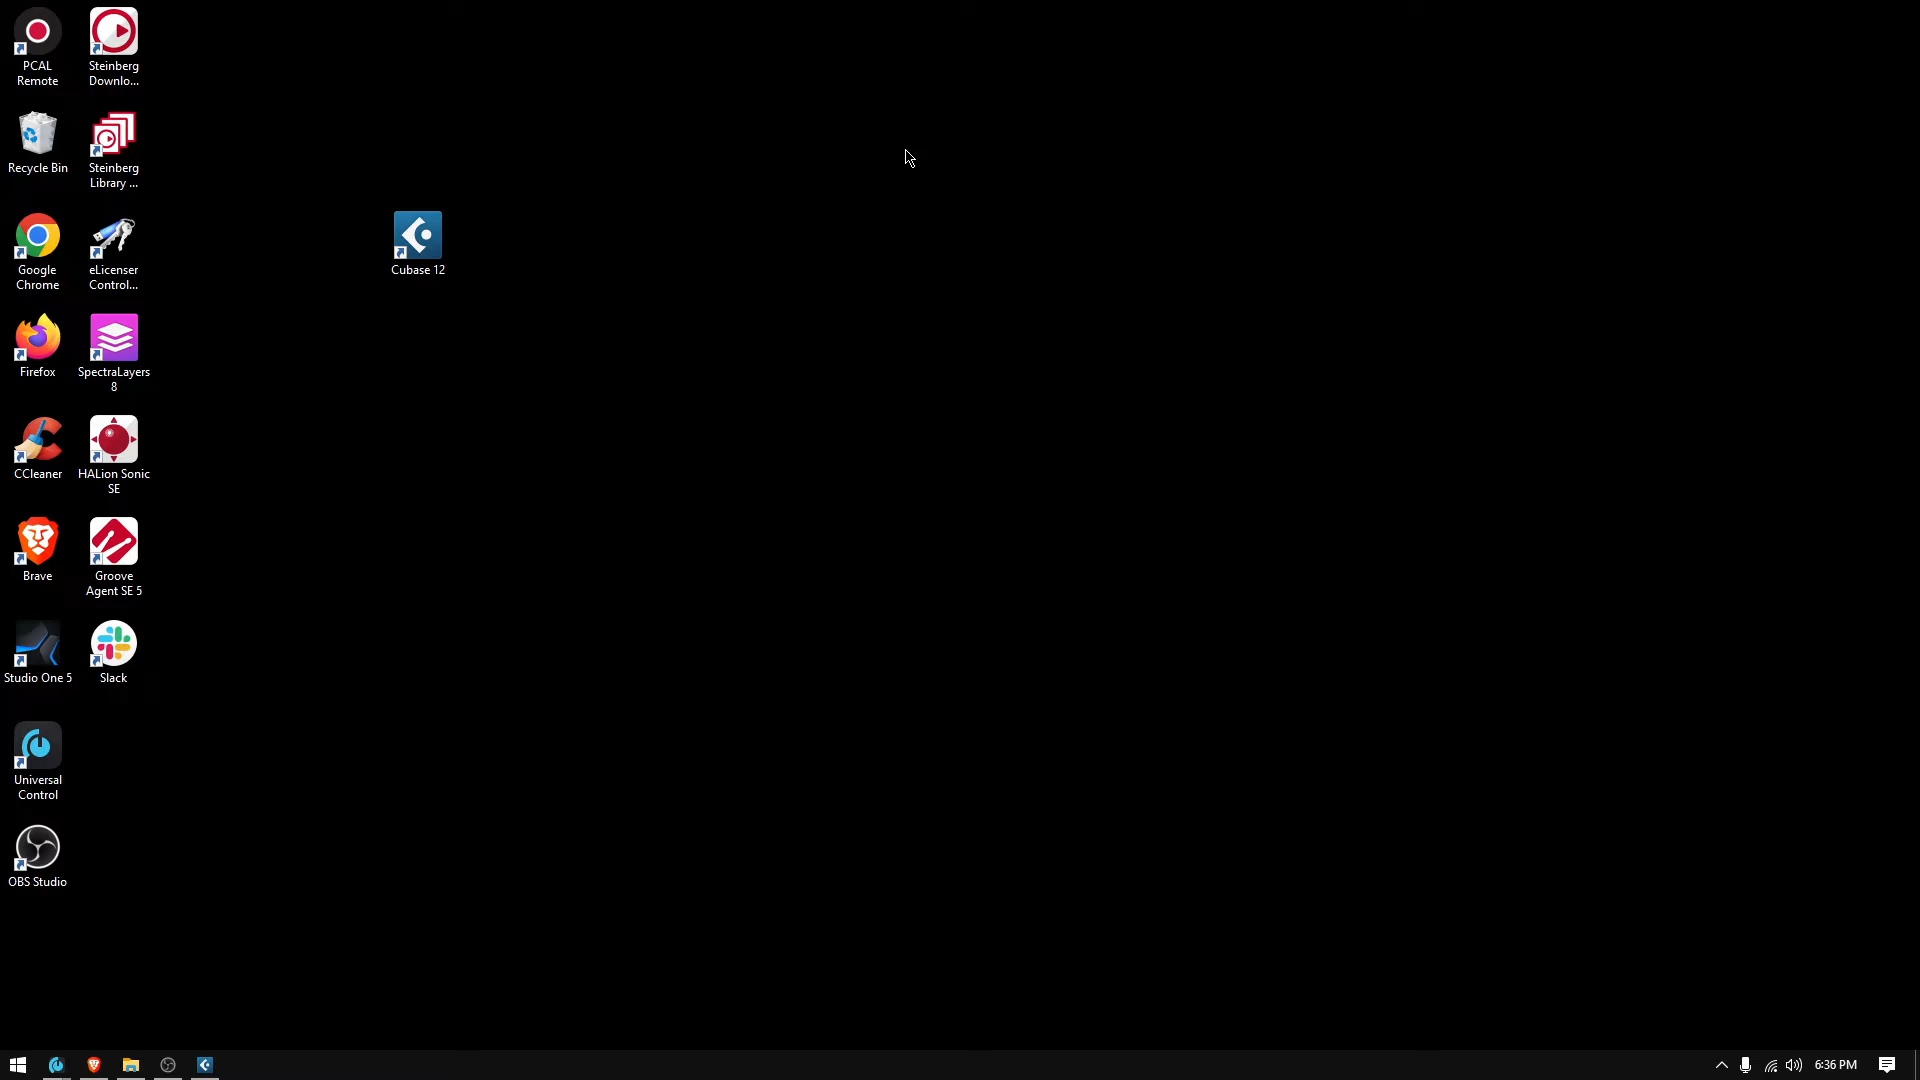 PCAL
Remote
Steinberg
Downlo...
Recycle Bin
Steinberg
Library ...
Google
Chrome
eLicenser
Control...
Cubase 12
Firefox
SpectraLayers
8
CCleaner
HALion Sonic
SE
Brave
Groove
Agent SE 5
Studio One 5
Slack
Universal
Control
OBS Studio
6:36 PM